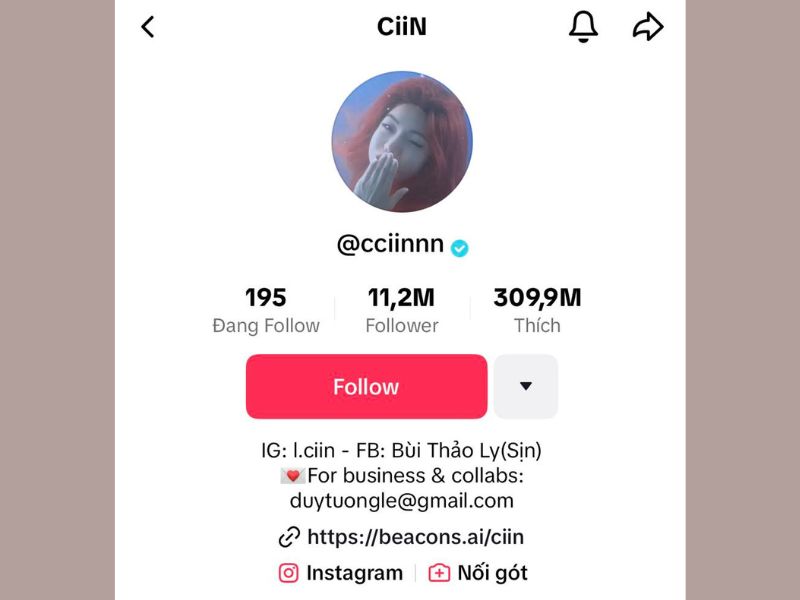 CiiN
@cciinnn
195 11,2M 309,9M
Đang Follow Follower Thích
Follow
IG: l.ciin - FB: Bùi Thảo Ly(Sịn)
💌For business & collabs:
duytuongle@gmail.com
https://beacons.ai/ciin
Instagram Nối gót